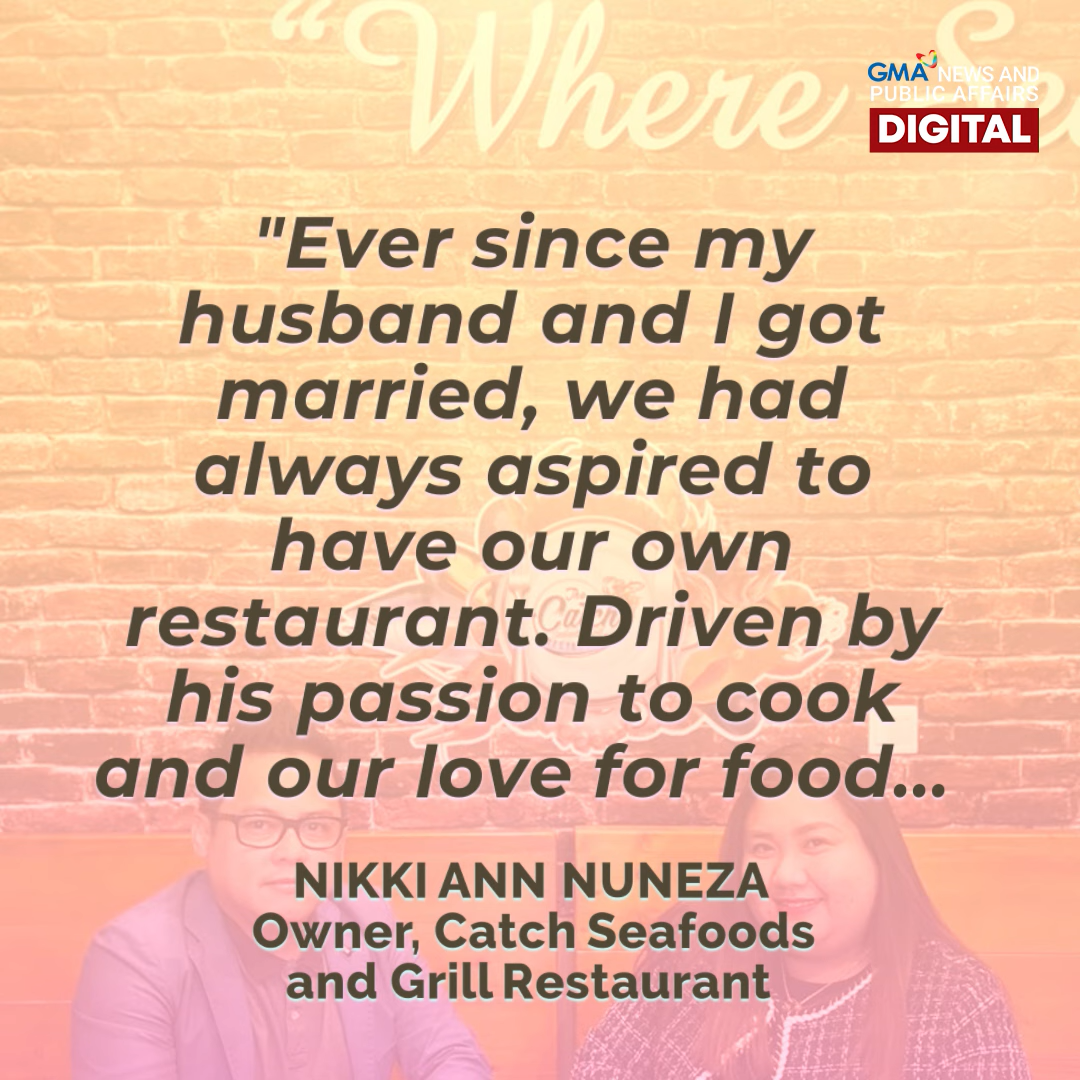 "Where Se
GMA NEWS AND
PUBLIC AFFAIRS
DIGITAL
"Ever since my
husband and I got
married, we had
always aspired to
have our own
restaurant. Driven by
his passion to cook
and our love for food...
Catch
NIKKI ANN NUNEZA
Owner, Catch Seafoods
and Grill Restaurant